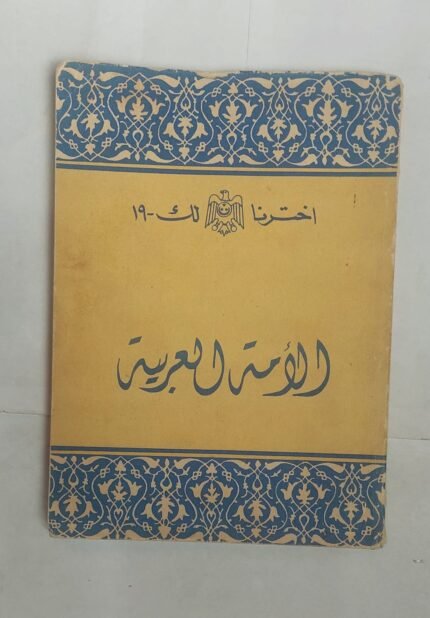 اخترنا لك -١٩
الأمة العربية